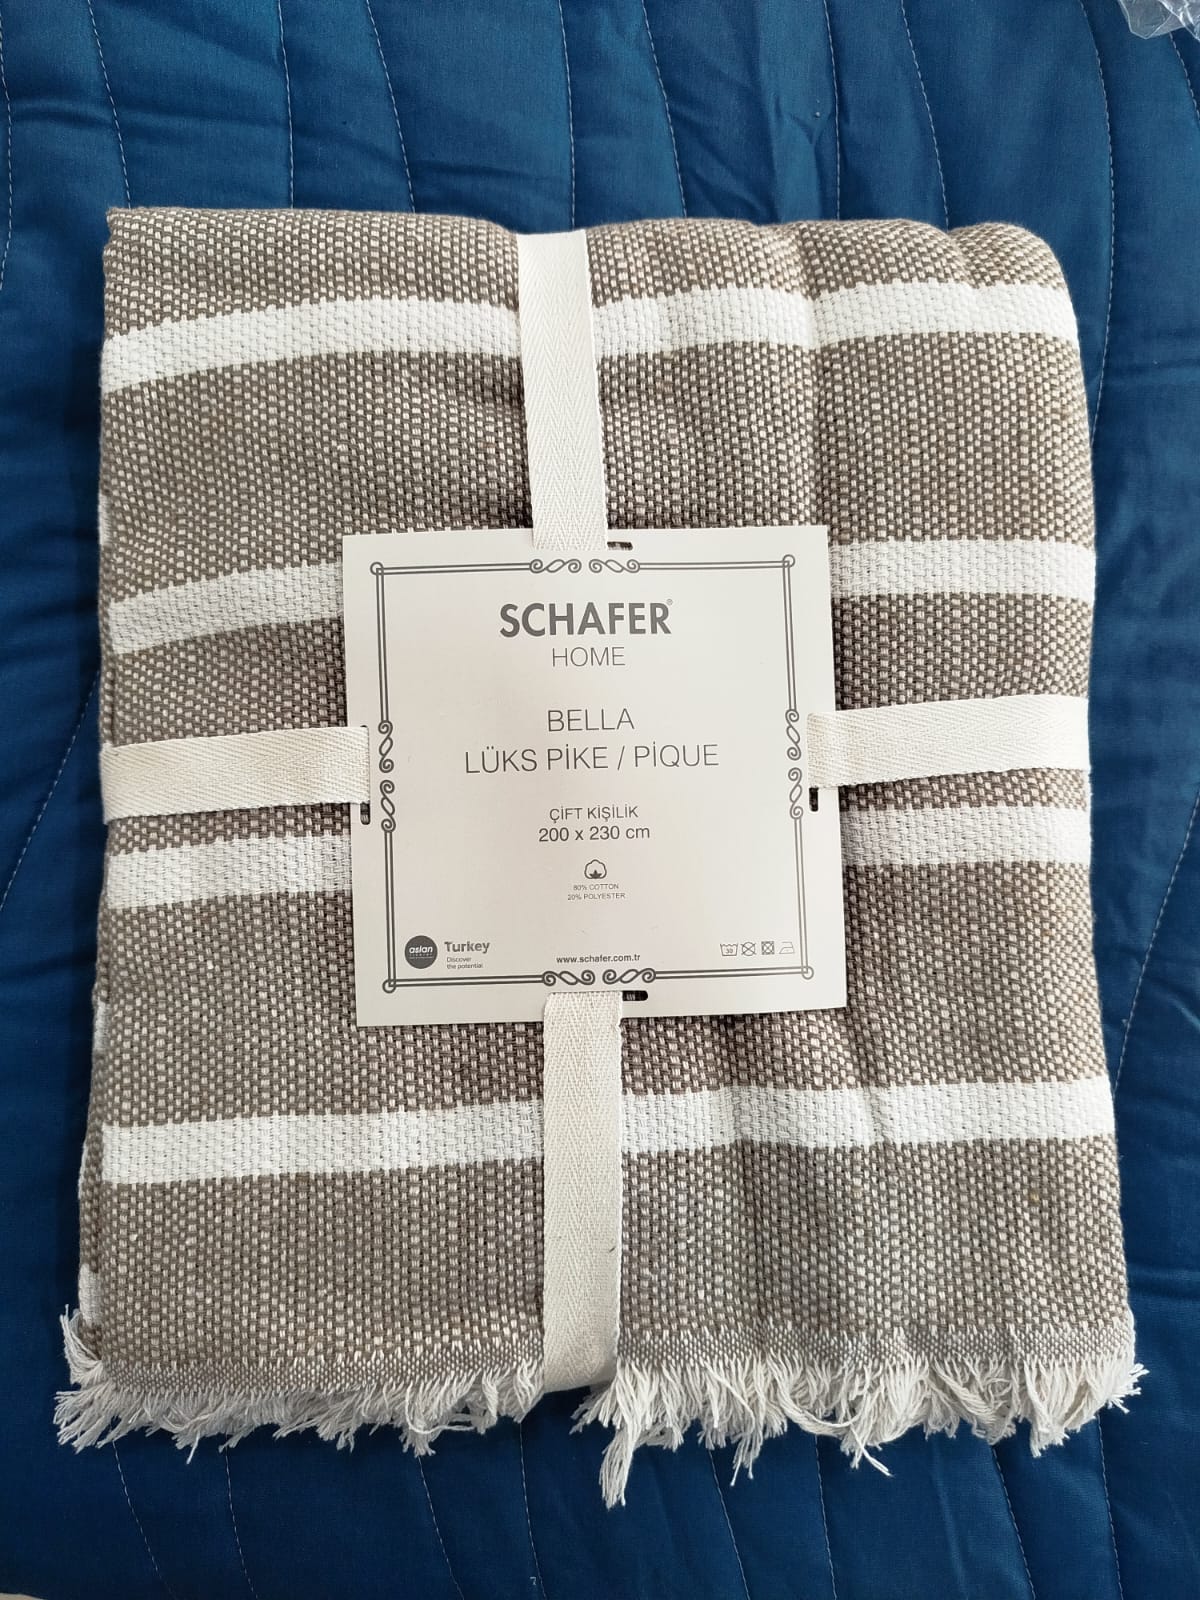 SCHAFER®
HOME
BELLA
LÜKS PİKE / PİQUE
ÇİFT KİŞİLİK
200 x 230 cm
80% COTTON
20% POLYESTER
aslan
Turkey
Discover
the potential
www.schafer.com.tr
30